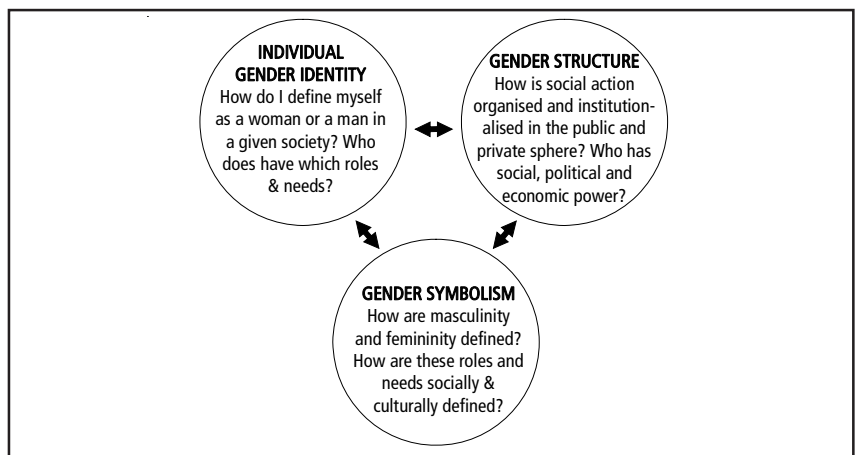 INDIVIDUAL
GENDER IDENTITY
How do I define myself
as a woman or a man in
a given society? Who
does have which roles
& needs?
GENDER STRUCTURE
How is social action
organised and institution-
alised in the public and
private sphere? Who has
social, political and
economic power?
GENDER SYMBOLISM
How are masculinity
and femininity defined?
How are these roles and
needs socially &
culturally defined?